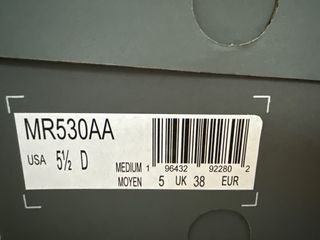 MR530AA
USA 5½ D
MEDIUM 1 96432 92280 2
MOYEN 5 UK 38 EUR